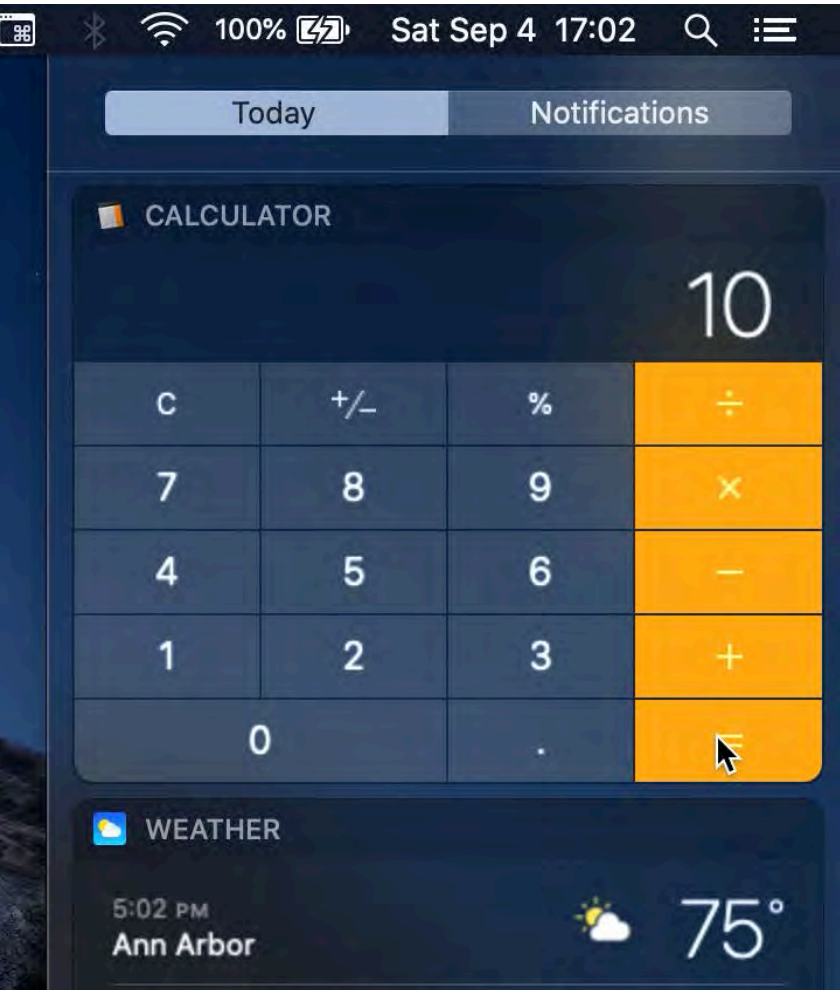 100% Sat Sep 4 17:02
Today Notifications
CALCULATOR
10
C +/– % ÷
7 8 9 ×
4 5 6 −
1 2 3 +
0 . =
WEATHER
5:02 PM
75°
Ann Arbor